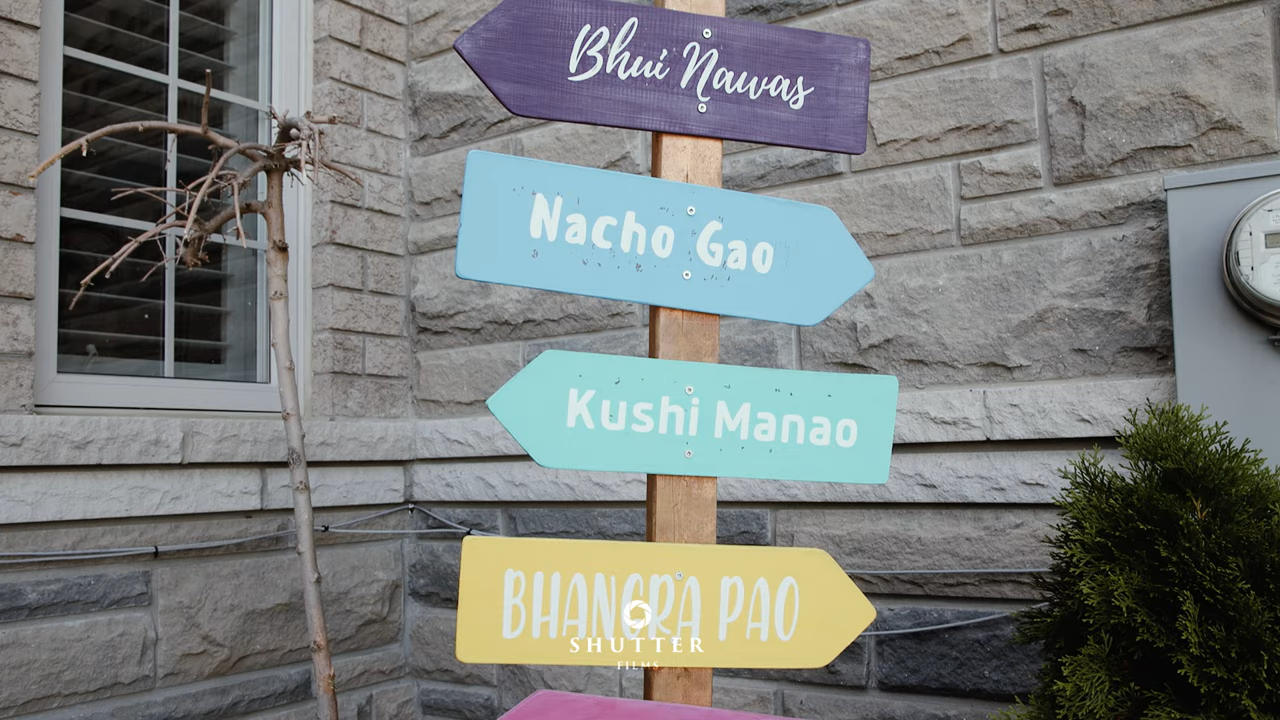 Bhui Nawas
Nacho Gao
Kushi Manao
BHANGRA PAO
SHUTTER
FILMS